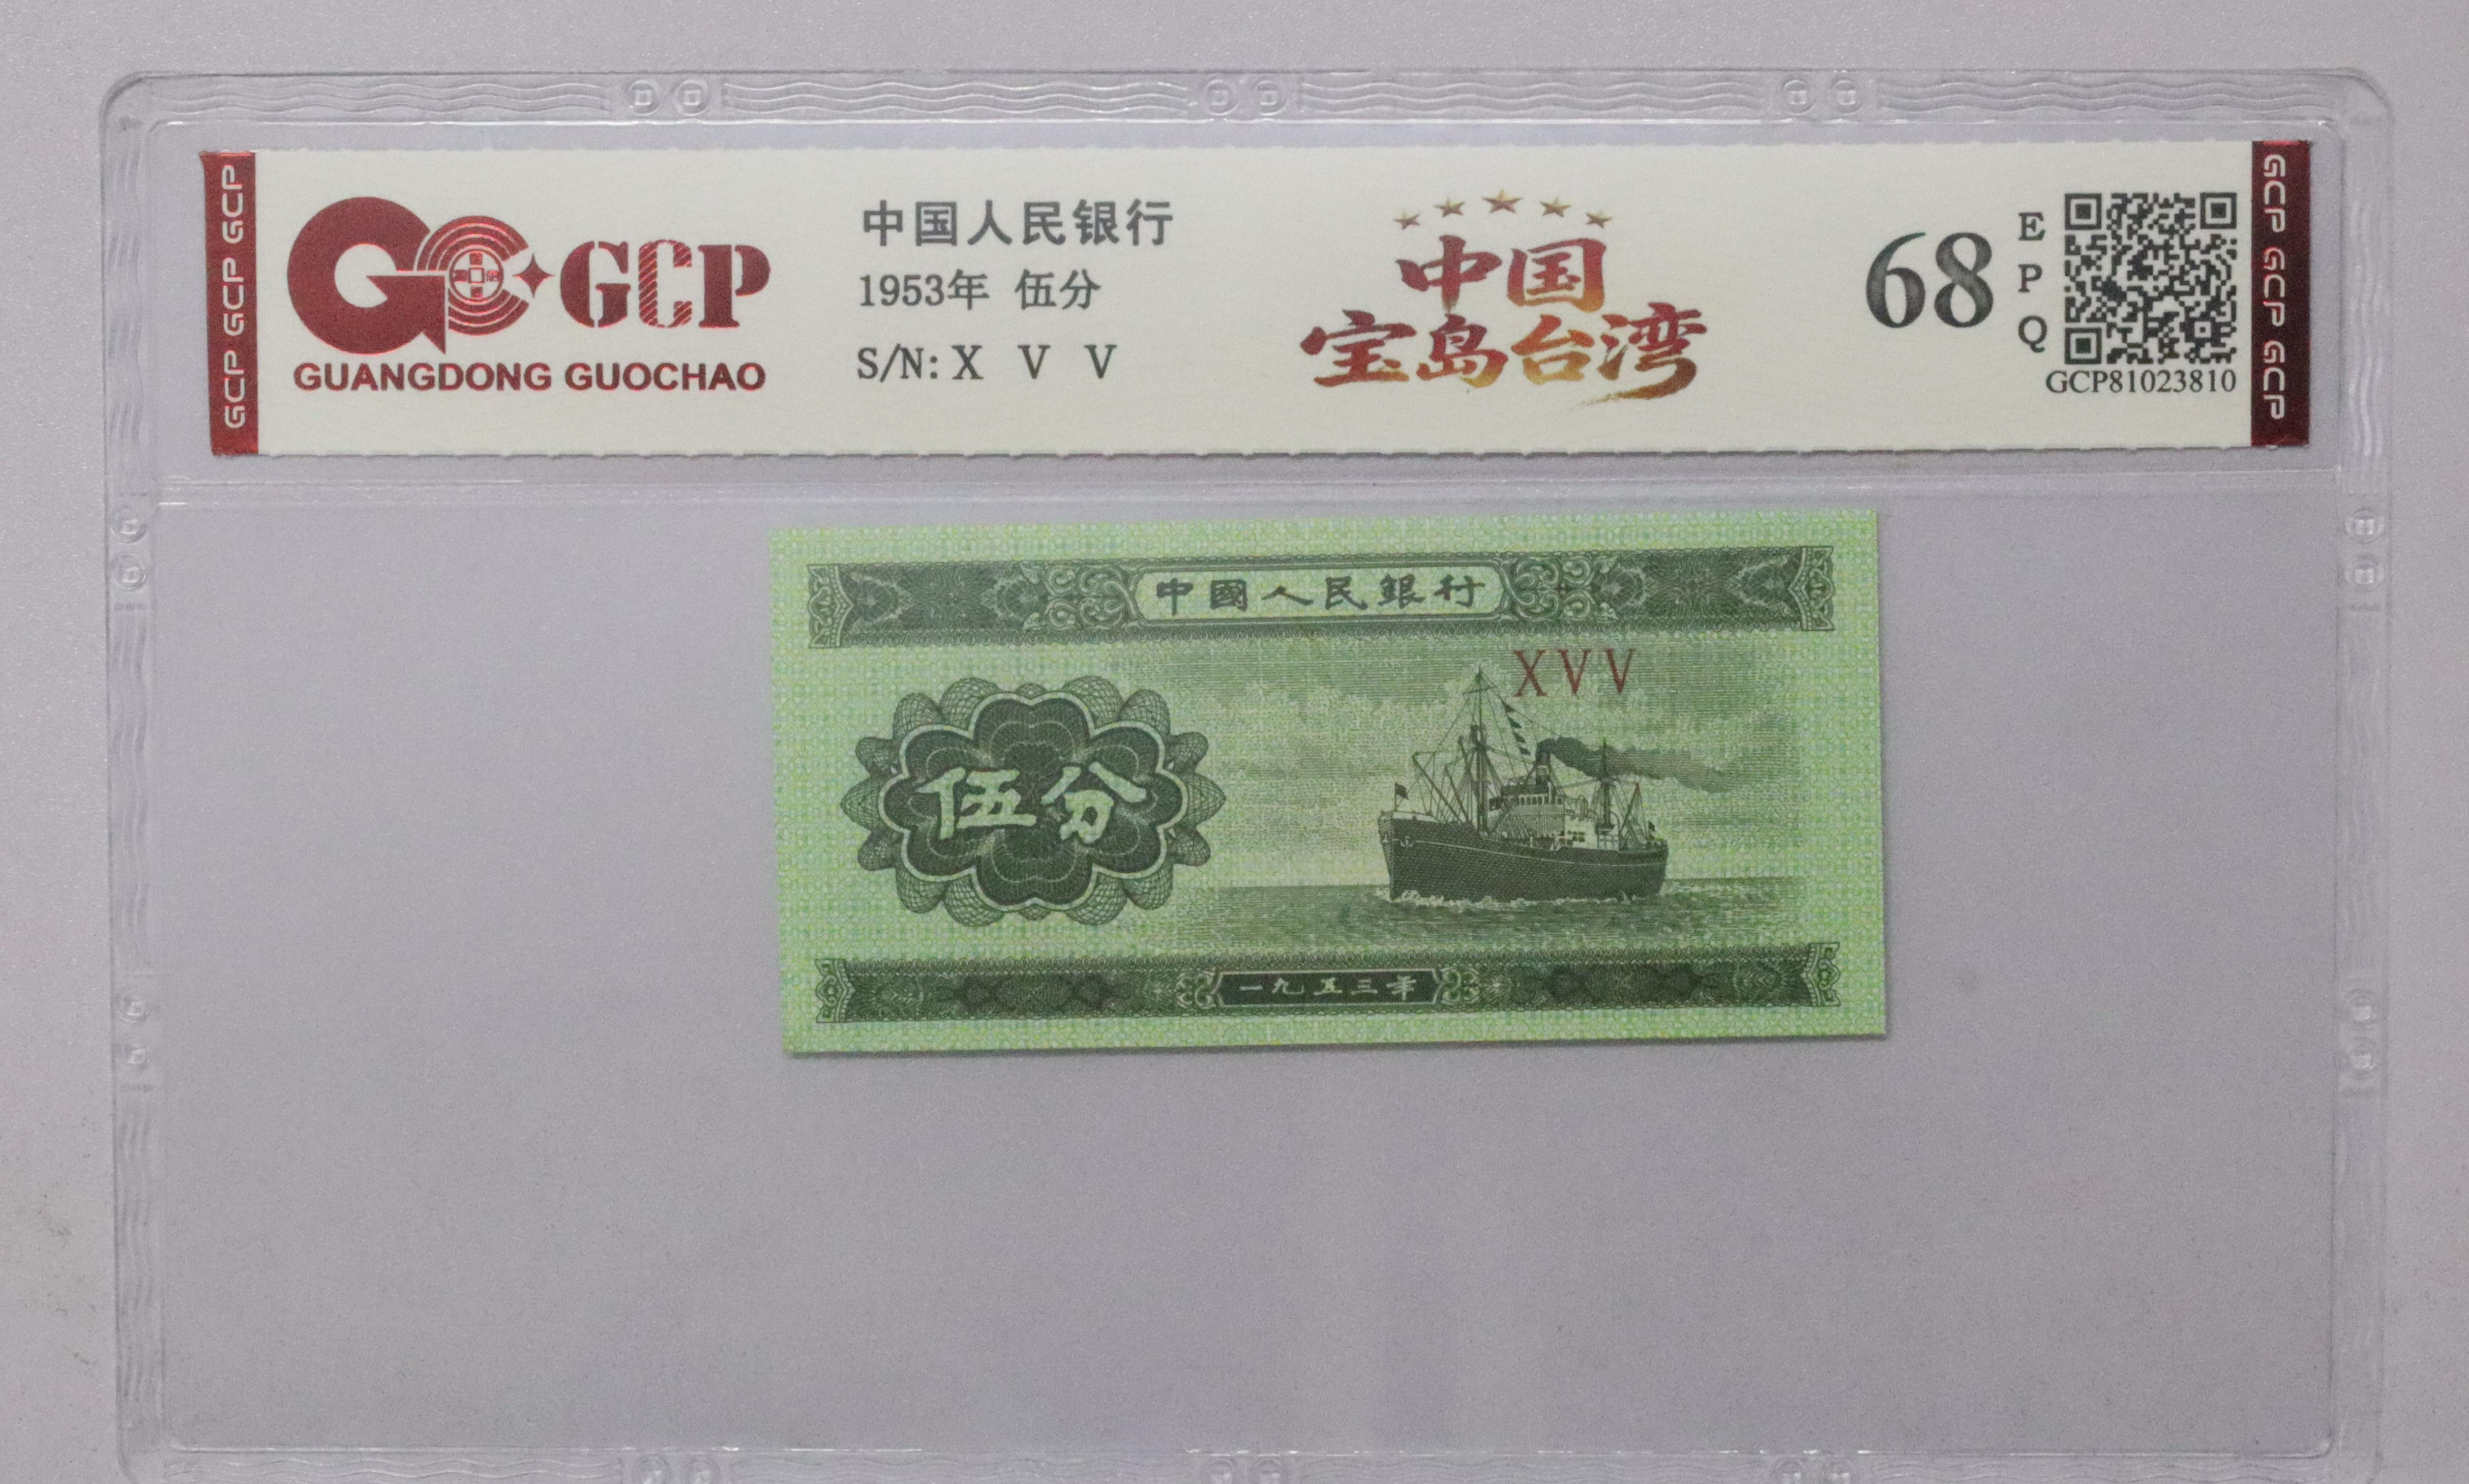 GCP GCP GCP
GCP
GUANGDONG GUOCHAO
中国人民银行
1953年 伍分
S/N: X V V
中国
宝岛台湾
68
EPQ
GCP81023810
GCP GCP GCP
中國人民銀行
XVV
伍分
一九五三年